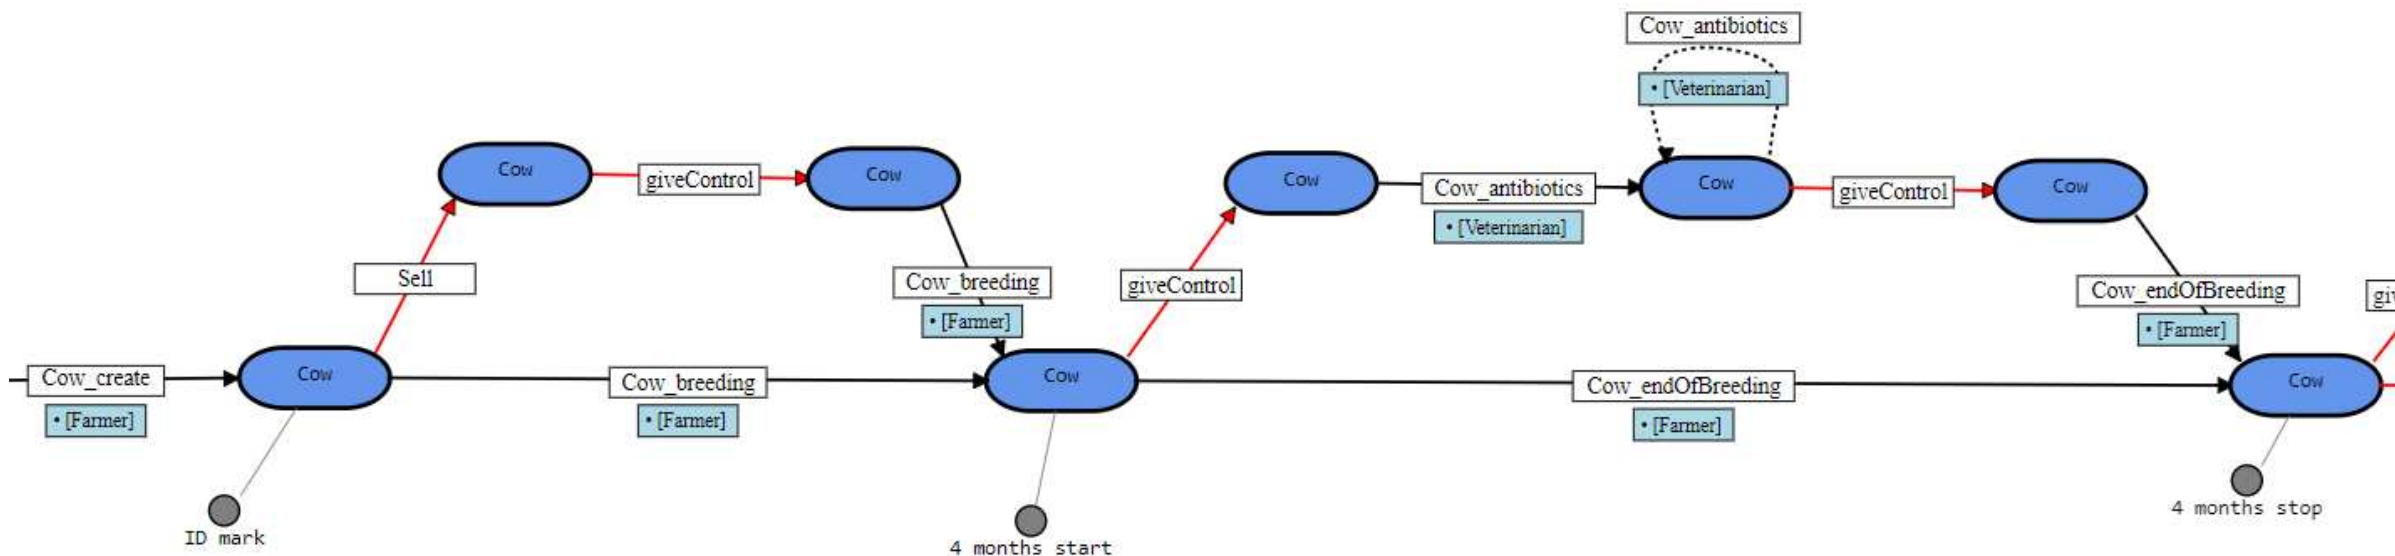 Cow_antibiotics
• [Veterinarian]
Cow
giveControl
Cow
Cow
Cow_antibiotics
• [Veterinarian]
Cow
giveControl
Cow
Sell
Cow_breeding
• [Farmer]
giveControl
Cow_endOfBreeding
• [Farmer]
giv
Cow_create
• [Farmer]
Cow
Cow_breeding
• [Farmer]
Cow
Cow_endOfBreeding
• [Farmer]
Cow
ID mark
4 months start
4 months stop